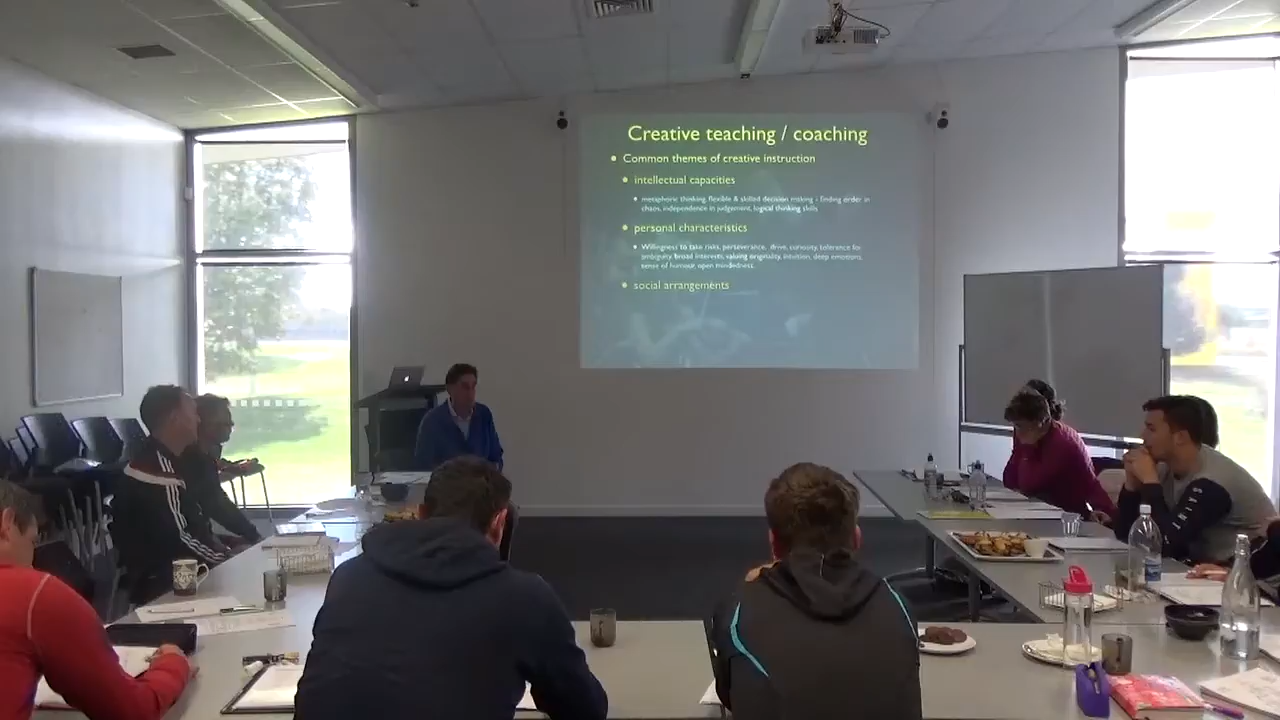 Creative teaching / coaching
Common themes of creative instruction
intellectual capacities
metaphoric thinking, flexible & skilled decision making - finding order in
chaos, independence in judgement, logical thinking skills
personal characteristics
Willingness to take risks, perseverance, drive, curiosity, tolerance for
ambiguity, broad interests, valuing originality, intuition, deep emotions,
sense of humour, open mindedness.
social arrangements